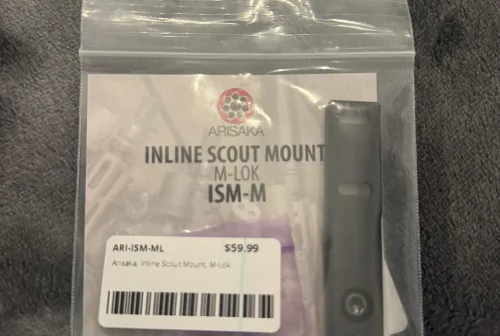 ARISAKA
INLINE SCOUT MOUNT
M-LOK
ISM-M
ARI-ISM-ML $59.99
Arisaka, Inline Scout Mount, M-Lok